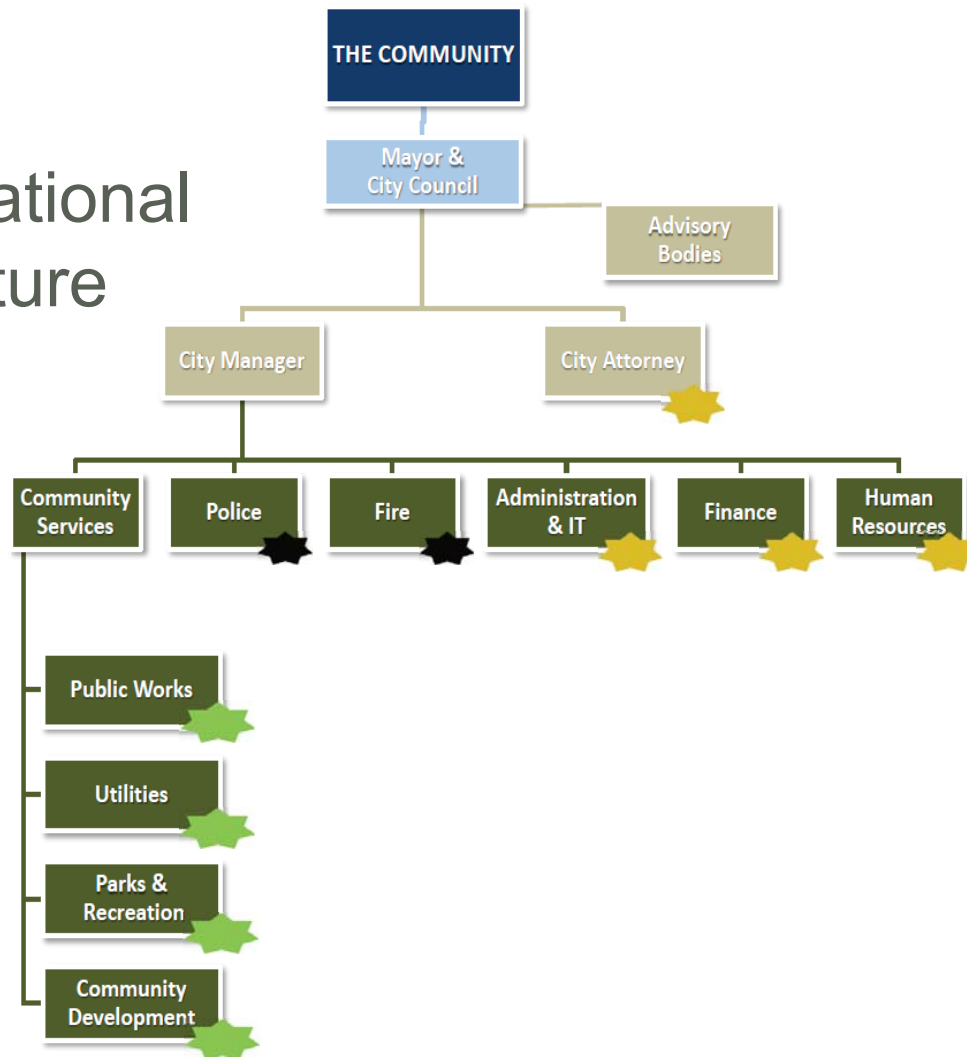 THE COMMUNITY
ational
ture
Mayor &
City Council
Advisory
Bodies
City Manager
City Attorney
Community
Services
Police
Fire
Administration
& IT
Finance
Human
Resources
Public Works
Utilities
Parks &
Recreation
Community
Development